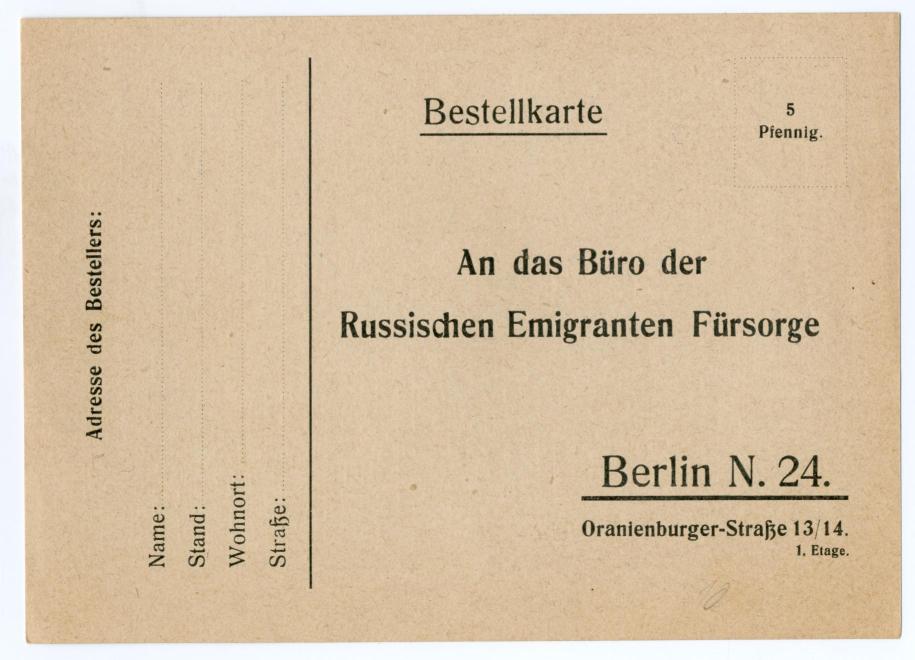 Adresse des Bestellers:
Name:
Stand:
Wohnort:
Straße:
Bestellkarte
5
Pfennig.
An das Büro der
Russischen Emigranten Fürsorge
Berlin N. 24.
Oranienburger-Straße 13/14.
1. Etage.